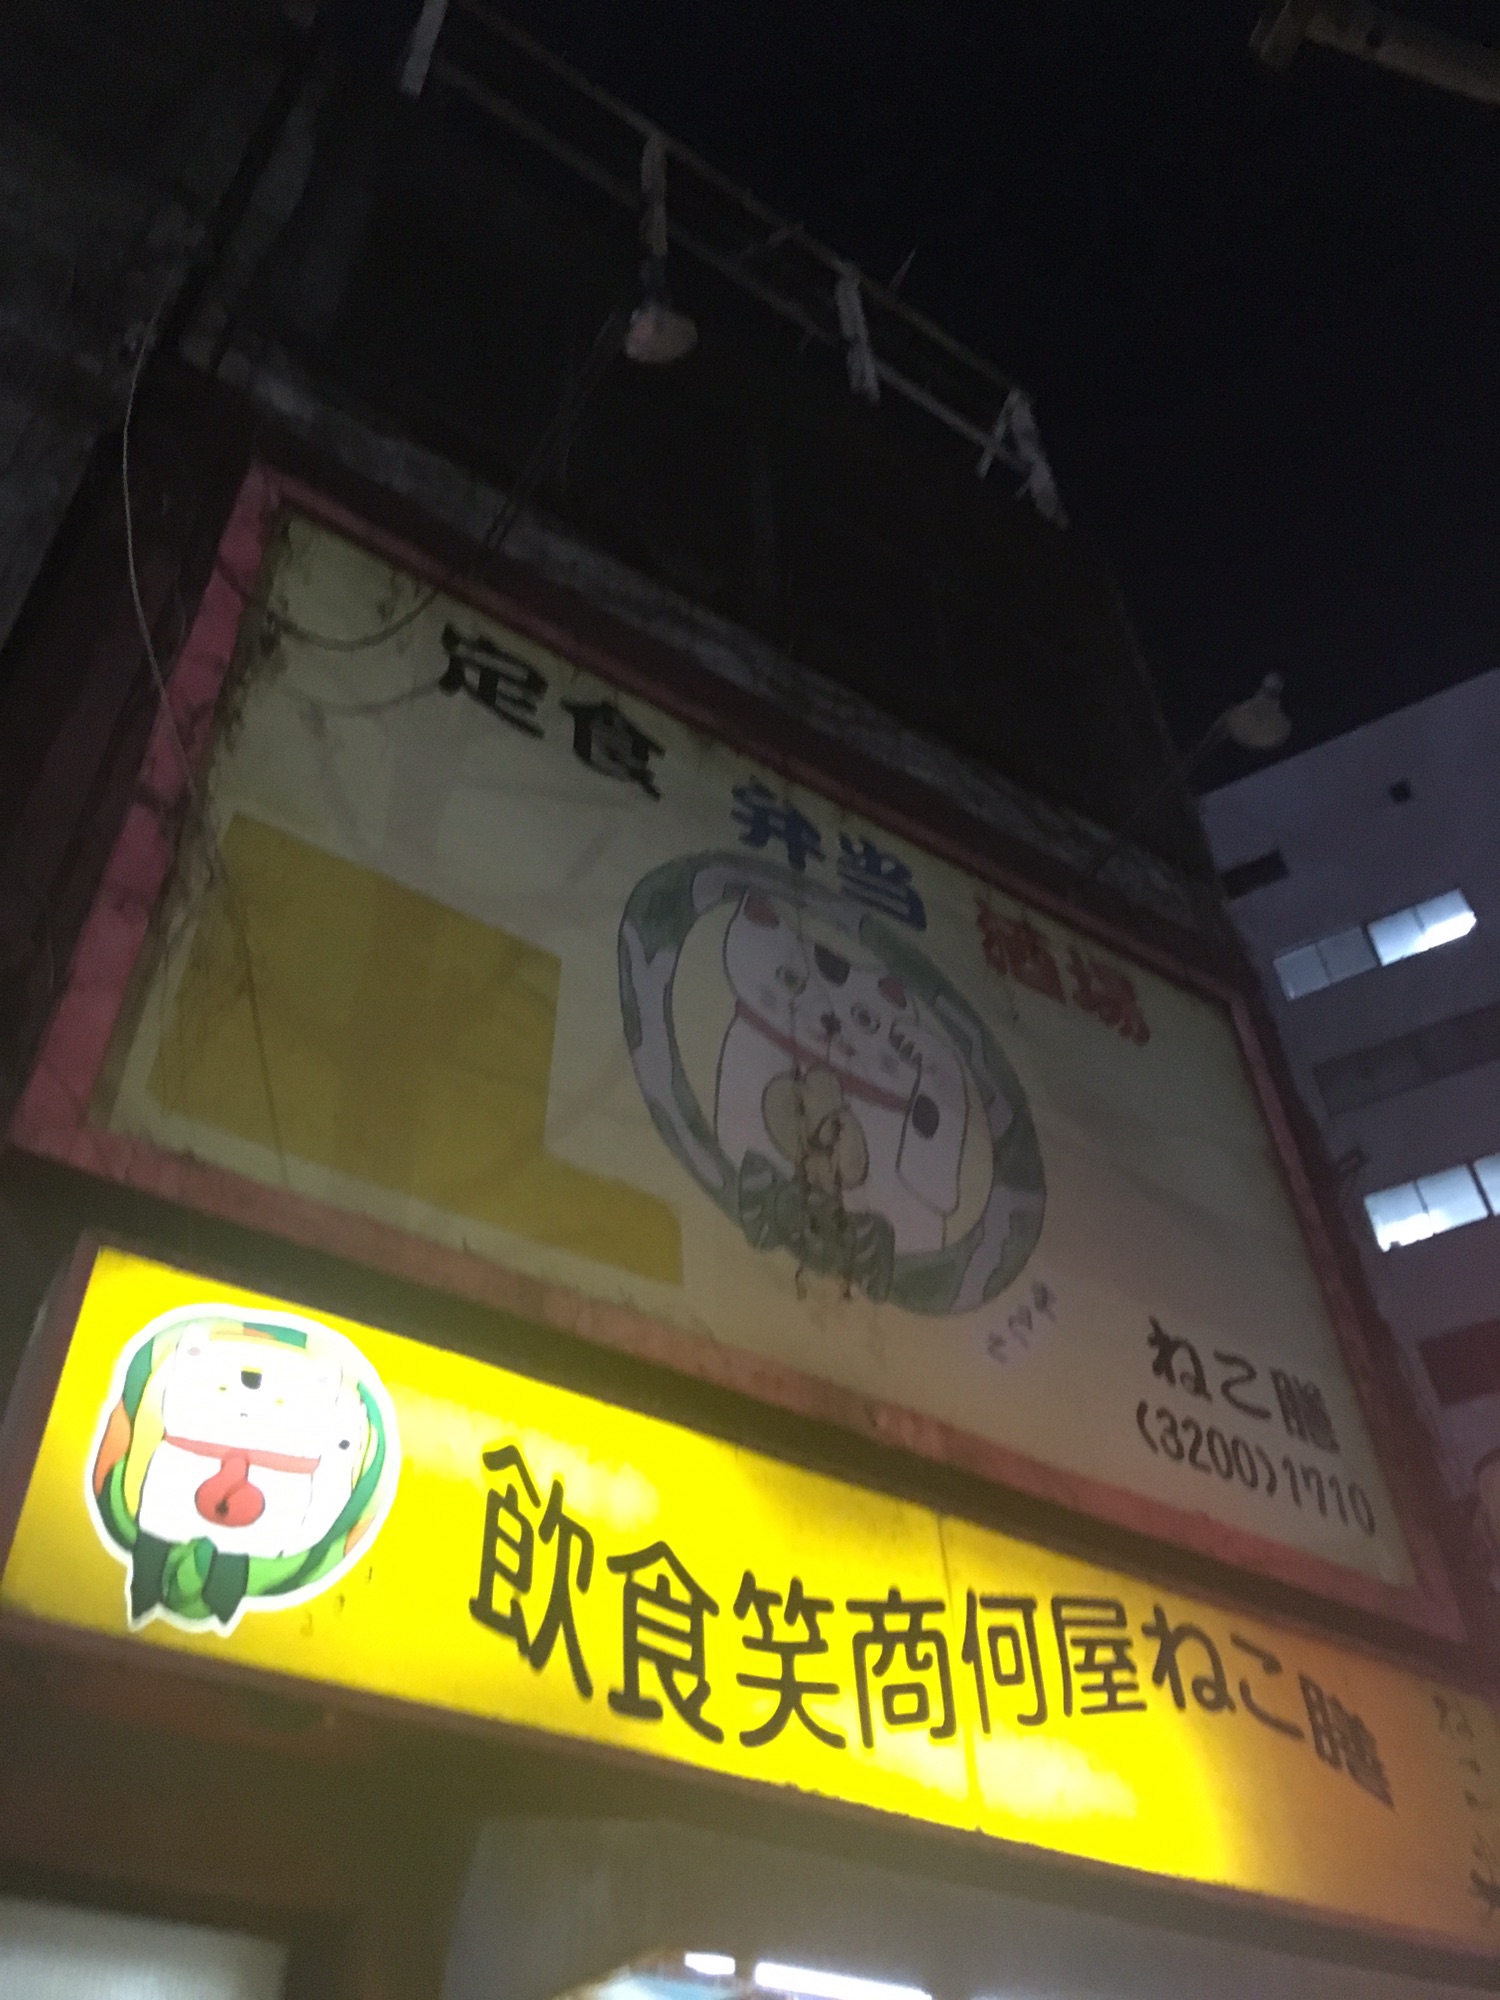 定食 弁当 酒場
ねこ膳
(3200)1710
飲食笑商何屋ねこ膳